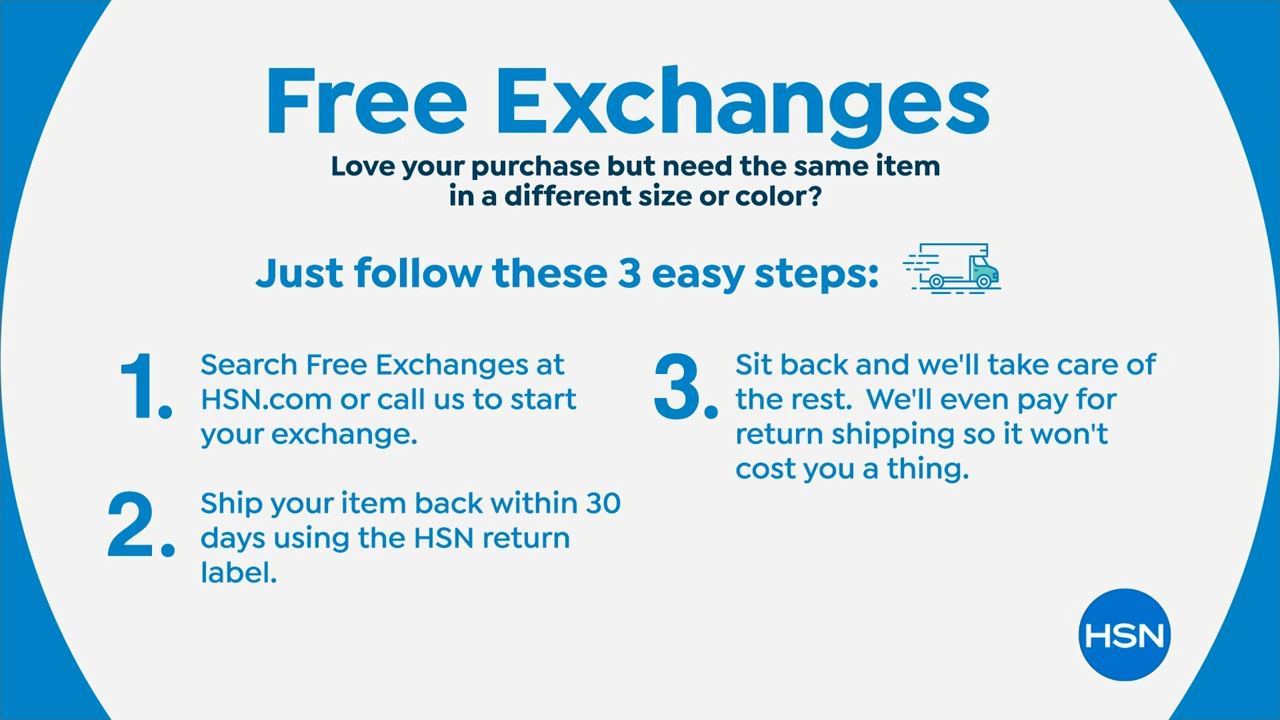 Free Exchanges
Love your purchase but need the same item
in a different size or color?
Just follow these 3 easy steps:
1. Search Free Exchanges at
HSN.com or call us to start
your exchange.
2. Ship your item back within 30
days using the HSN return
label.
3. Sit back and we'll take care of
the rest.  We'll even pay for
return shipping so it won't
cost you a thing.
HSN